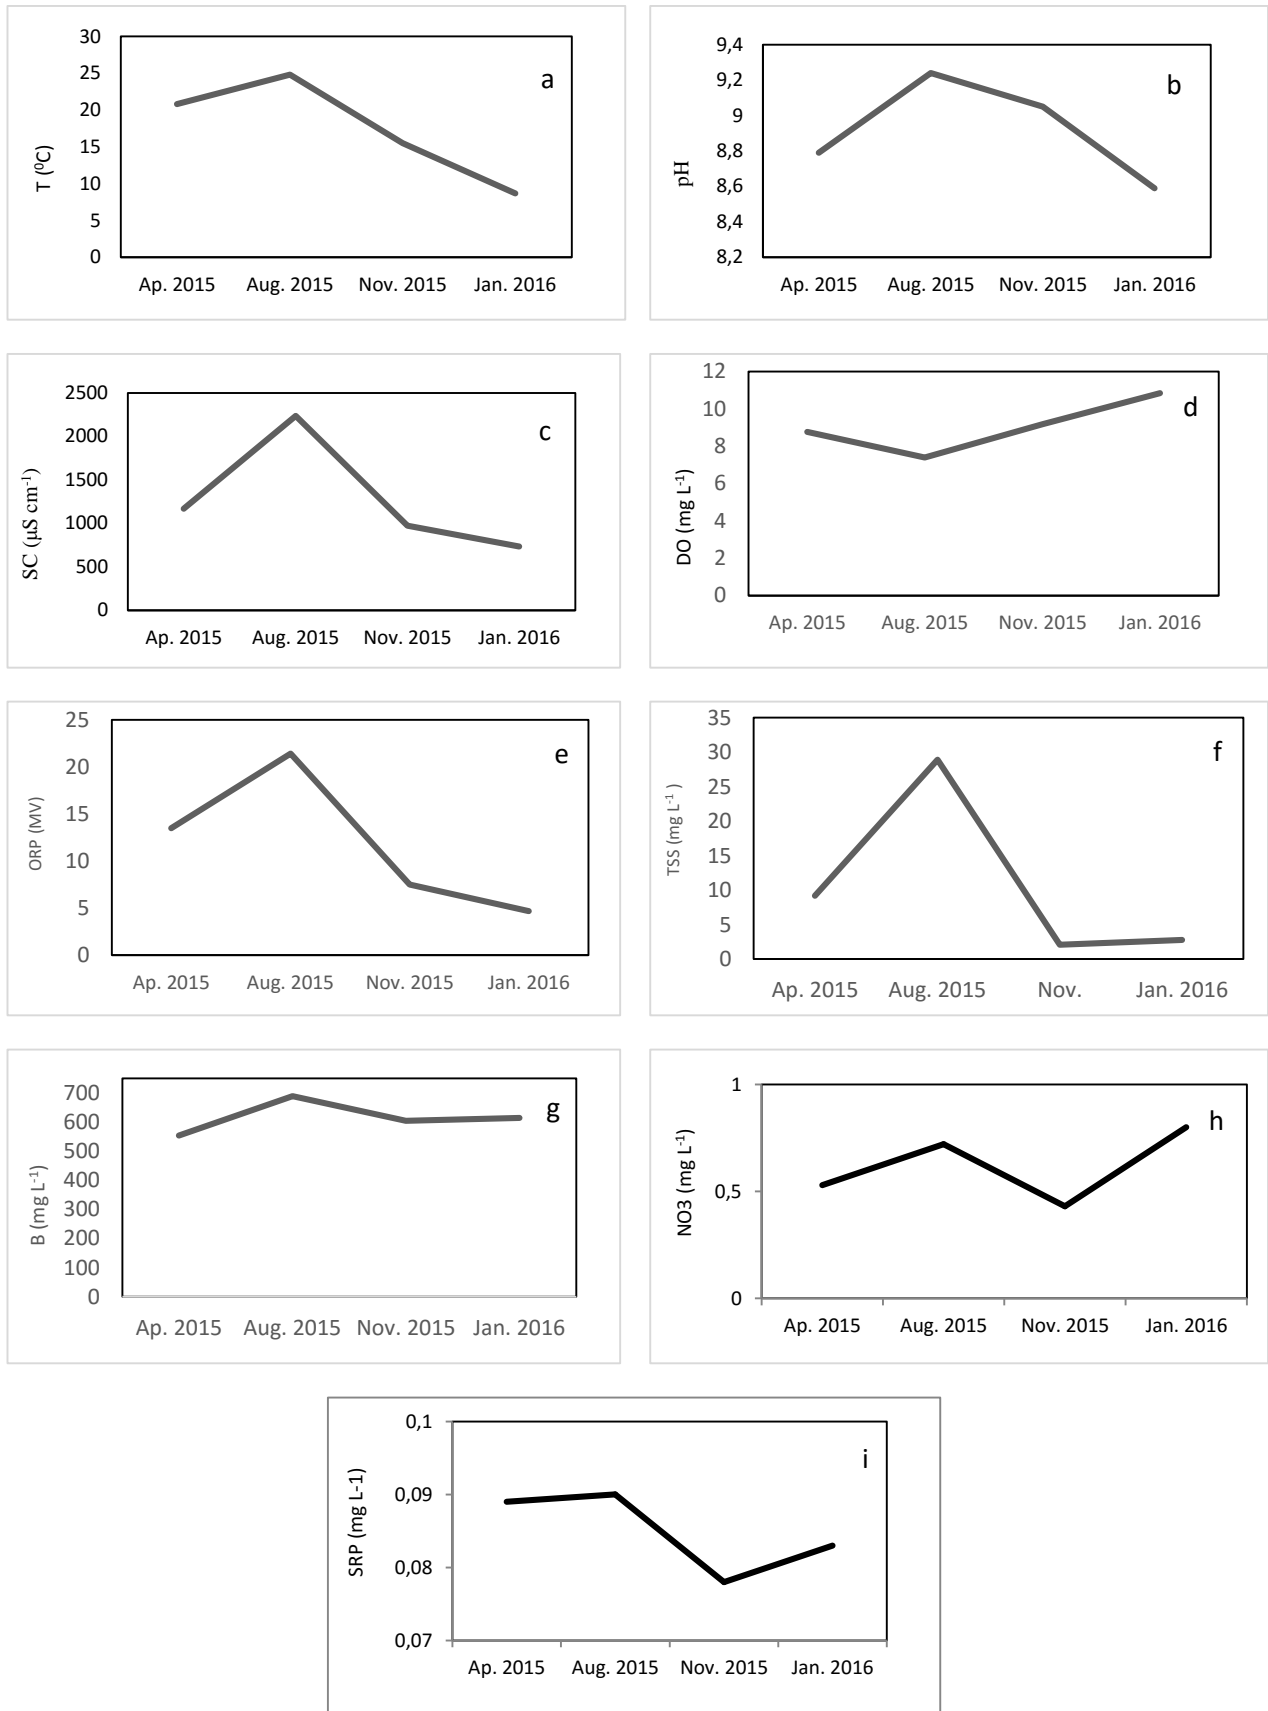 30
25
20
15
10
5
0
T (⁰C)
a
Ap. 2015 Aug. 2015 Nov. 2015 Jan. 2016
9,4
9,2
9
8,8
8,6
8,4
8,2
pH
b
Ap. 2015 Aug. 2015 Nov. 2015 Jan. 2016
2500
2000
1500
1000
500
0
SC (µS cm⁻¹)
c
Ap. 2015 Aug. 2015 Nov. 2015 Jan. 2016
12
10
8
6
4
2
0
DO (mg L⁻¹)
d
Ap. 2015 Aug. 2015 Nov. 2015 Jan. 2016
25
20
15
10
5
0
ORP (MV)
e
Ap. 2015 Aug. 2015 Nov. 2015 Jan. 2016
35
30
25
20
15
10
5
0
TSS (mg L⁻¹ )
f
Ap. 2015 Aug. 2015 Nov. Jan. 2016
700
600
500
400
300
200
100
0
B (mg L⁻¹)
g
Ap. 2015 Aug. 2015 Nov. 2015 Jan. 2016
1
0,5
0
NO3 (mg L⁻¹)
h
Ap. 2015 Aug. 2015 Nov. 2015 Jan. 2016
0,1
0,09
0,08
0,07
SRP (mg L-1)
i
Ap. 2015 Aug. 2015 Nov. 2015 Jan. 2016